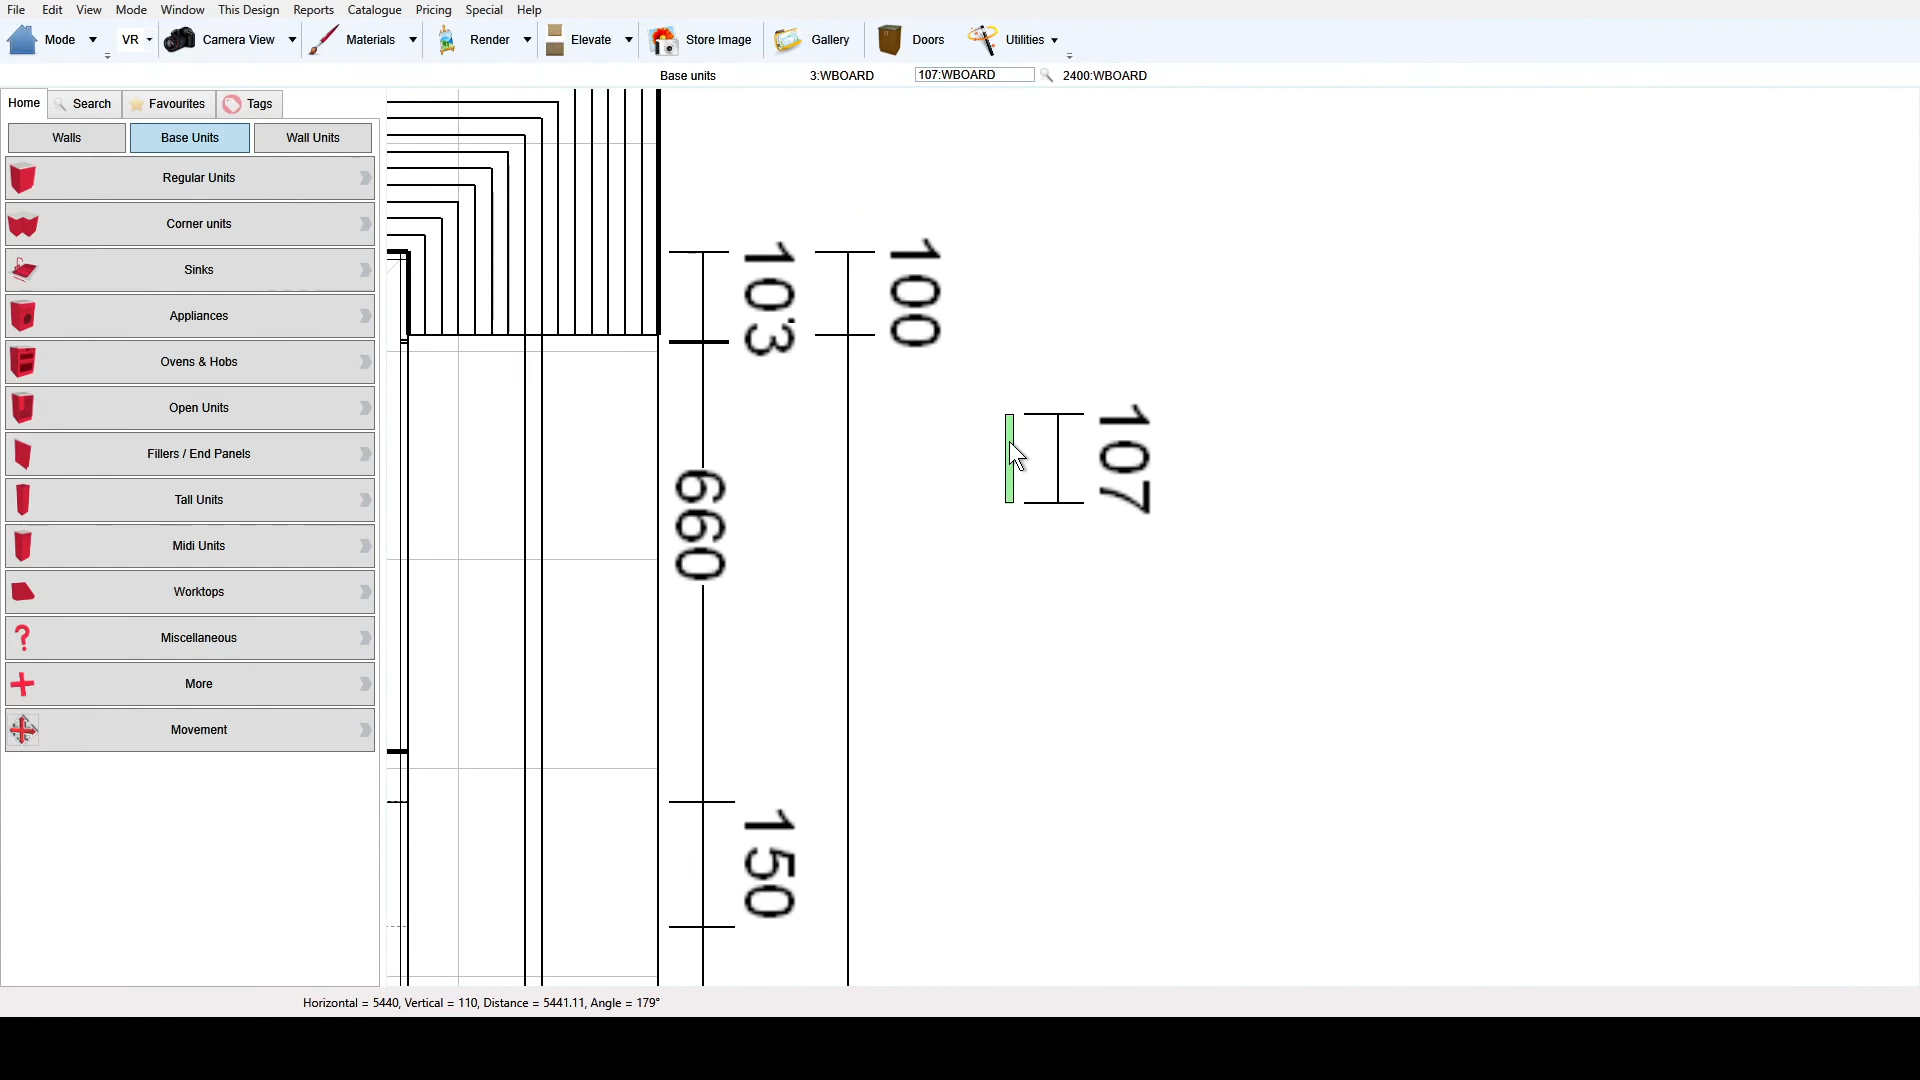 File Edit View Mode Window This Design Reports Catalogue Pricing Special Help
Mode VR Camera View Materials Render Elevate Store Image Gallery Doors Utilities
Base units 3:WBOARD 107:WBOARD 2400:WBOARD
Home Search Favourites Tags
Walls Base Units Wall Units
Regular Units
Corner units
Sinks
Appliances
Ovens & Hobs
Open Units
Fillers / End Panels
Tall Units
Midi Units
Worktops
Miscellaneous
More
Movement
103
100
107
660
150
Horizontal = 5440, Vertical = 110, Distance = 5441.11, Angle = 179°